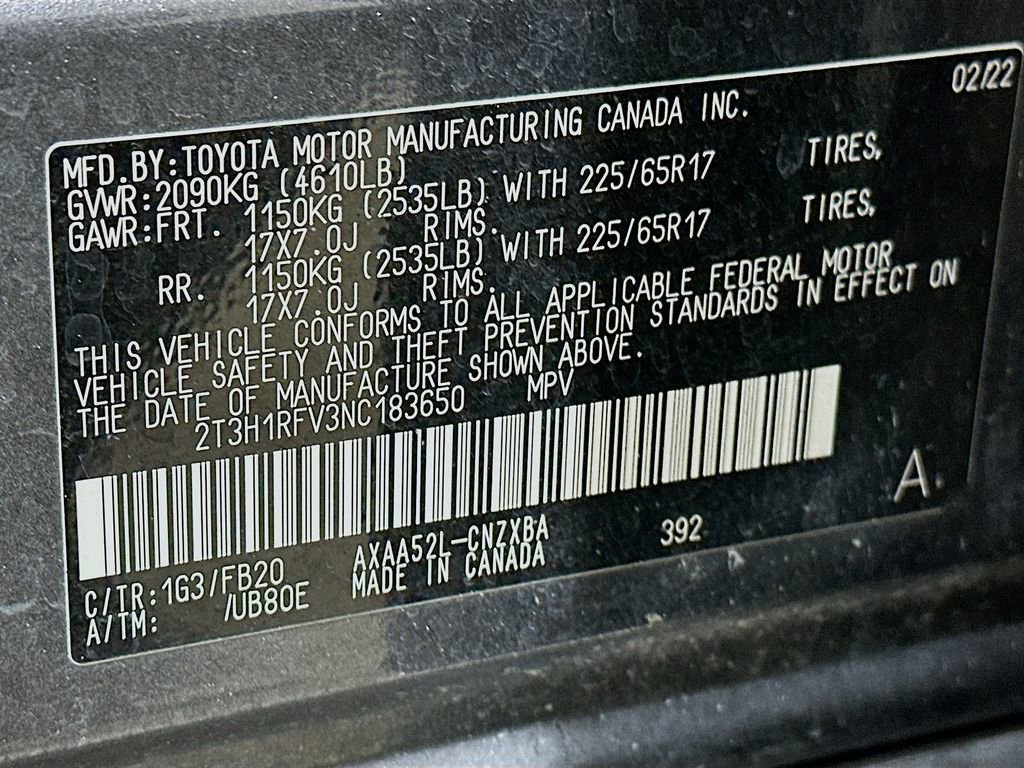 02/22
MFD.BY:TOYOTA MOTOR MANUFACTURING CANADA INC.
GVWR:2090KG (4610LB)
GAWR:FRT. 1150KG (2535LB) WITH 225/65R17 TIRES,
17X7.0J RIMS.
RR. 1150KG (2535LB) WITH 225/65R17 TIRES,
17X7.0J RIMS.
THIS VEHICLE CONFORMS TO ALL APPLICABLE FEDERAL MOTOR
VEHICLE SAFETY AND THEFT PREVENTION STANDARDS IN EFFECT ON
THE DATE OF MANUFACTURE SHOWN ABOVE.
2T3H1RFV3NC183650 MPV
A
C/TR:1G3/FB20 AXAA52L-CNZXBA 392
A/TM: /UB80E MADE IN CANADA